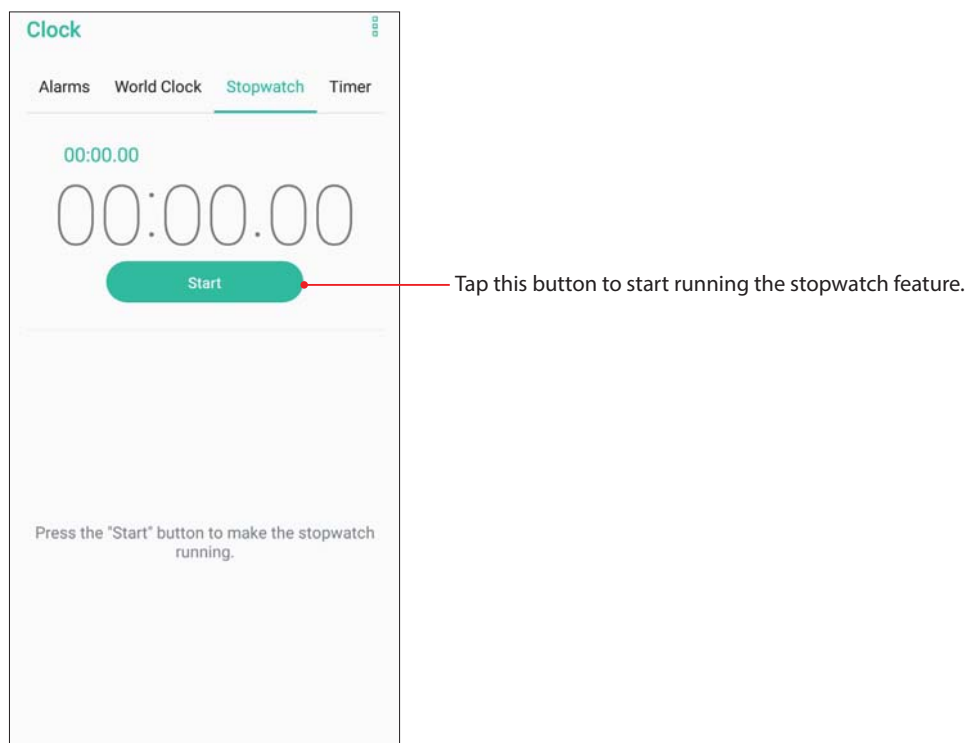 Clock
Alarms World Clock Stopwatch Timer
00:00.00
00:00.00
Start
Tap this button to start running the stopwatch feature.
Press the "Start" button to make the stopwatch
running.